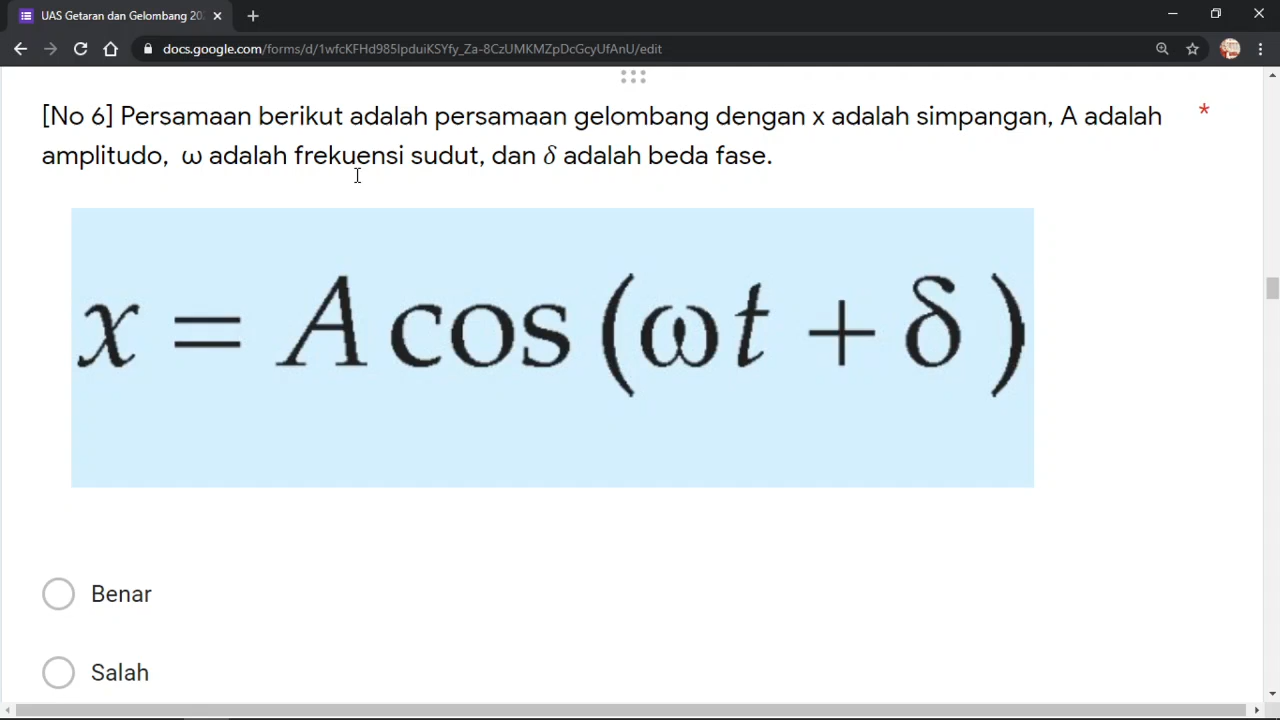 UAS Getaran dan Gelombang 20
docs.google.com/forms/d/1wfcKFHd985lpduiKSYfy_Za-8CzUMKMZpDcGcyUfAnU/edit
[No 6] Persamaan berikut adalah persamaan gelombang dengan x adalah simpangan, A adalah *
amplitudo, ω adalah frekuensi sudut, dan δ adalah beda fase.
x = A cos (ωt + δ )
Benar
Salah